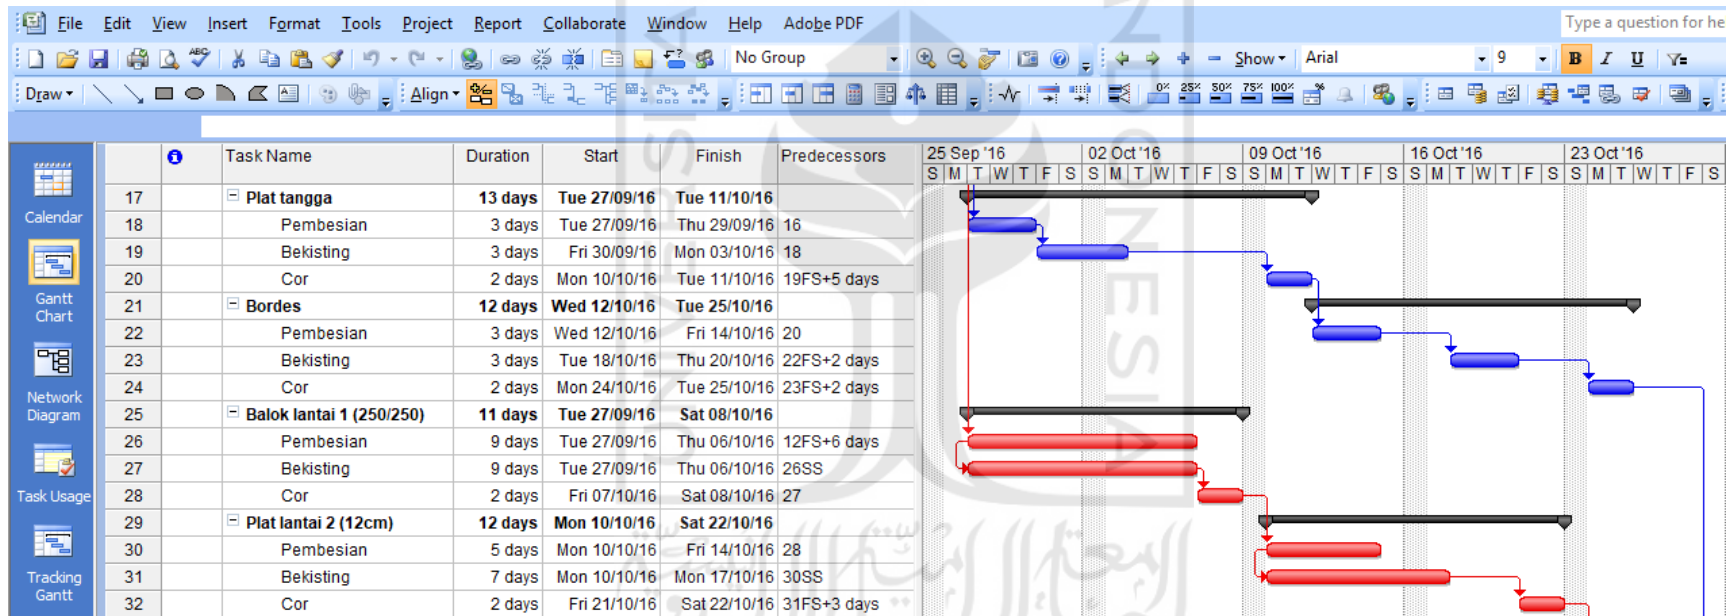 File Edit View Insert Format Tools Project Report Collaborate Window Help Adobe PDF Type a question for he
No Group Show Arial 9 B I U
Draw Align 0% 25% 50% 75% 100%
Task Name Duration Start Finish Predecessors 25 Sep '16 02 Oct '16 09 Oct '16 16 Oct '16 23 Oct '16
S M T W T F S S M T W T F S S M T W T F S S M T W T F S S M T W T F S
17 Plat tangga 13 days Tue 27/09/16 Tue 11/10/16
18 Pembesian 3 days Tue 27/09/16 Thu 29/09/16 16
19 Bekisting 3 days Fri 30/09/16 Mon 03/10/16 18
20 Cor 2 days Mon 10/10/16 Tue 11/10/16 19FS+5 days
21 Bordes 12 days Wed 12/10/16 Tue 25/10/16
22 Pembesian 3 days Wed 12/10/16 Fri 14/10/16 20
23 Bekisting 3 days Tue 18/10/16 Thu 20/10/16 22FS+2 days
24 Cor 2 days Mon 24/10/16 Tue 25/10/16 23FS+2 days
25 Balok lantai 1 (250/250) 11 days Tue 27/09/16 Sat 08/10/16
26 Pembesian 9 days Tue 27/09/16 Thu 06/10/16 12FS+6 days
27 Bekisting 9 days Tue 27/09/16 Thu 06/10/16 26SS
28 Cor 2 days Fri 07/10/16 Sat 08/10/16 27
29 Plat lantai 2 (12cm) 12 days Mon 10/10/16 Sat 22/10/16
30 Pembesian 5 days Mon 10/10/16 Fri 14/10/16 28
31 Bekisting 7 days Mon 10/10/16 Mon 17/10/16 30SS
32 Cor 2 days Fri 21/10/16 Sat 22/10/16 31FS+3 days
Calendar
Gantt
Chart
Network
Diagram
Task Usage
Tracking
Gantt
UNIVERSITA
NDONESIA